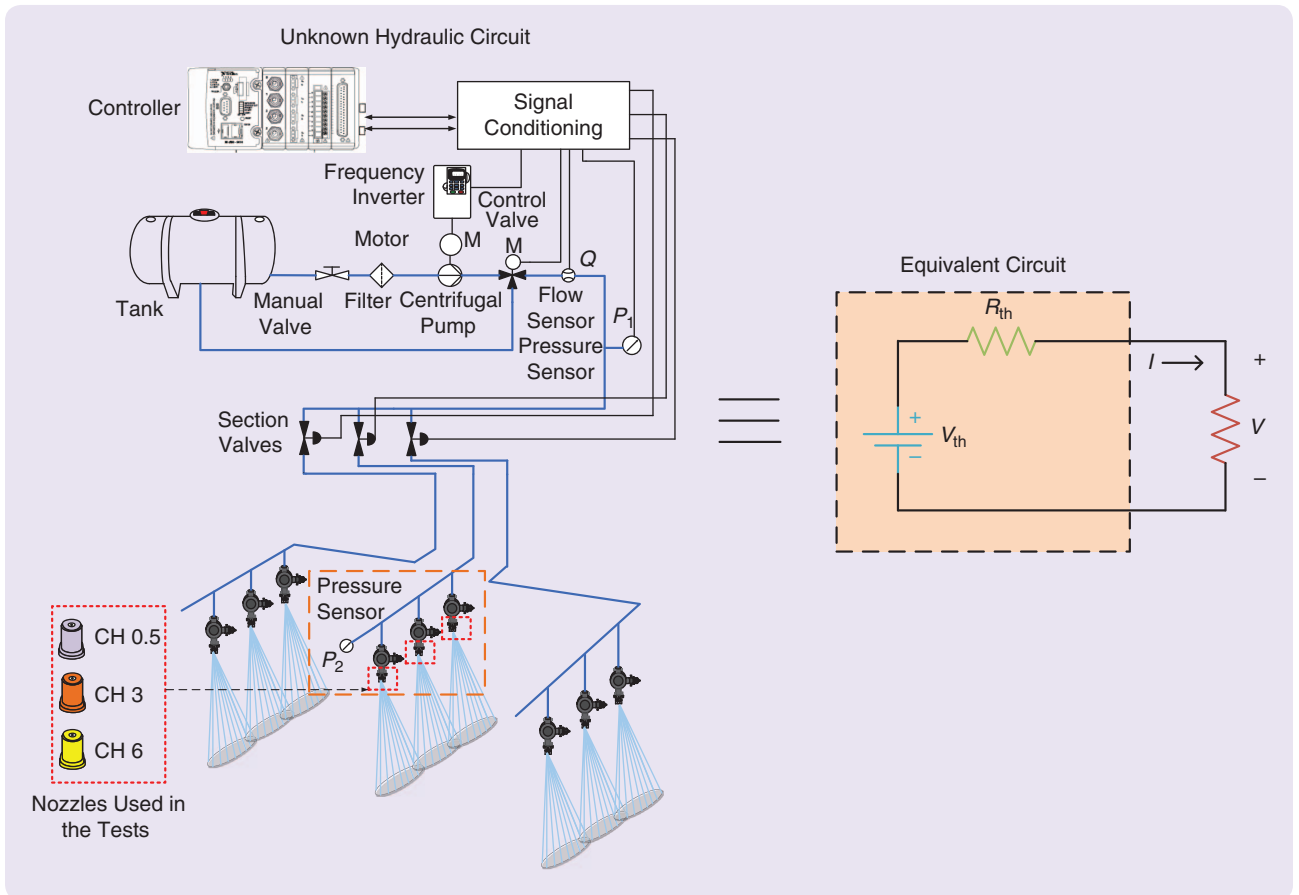 Unknown Hydraulic Circuit
Controller
Signal
Conditioning
Frequency
Inverter
Control
Valve
Motor
M
M
Q
Tank
Manual
Valve
Filter
Centrifugal
Pump
Flow
Sensor
P1
Pressure
Sensor
Section
Valves
Pressure
Sensor
P2
CH 0.5
CH 3
CH 6
Nozzles Used in
the Tests
Equivalent Circuit
Rth
I
+
+
Vth
V
−
−